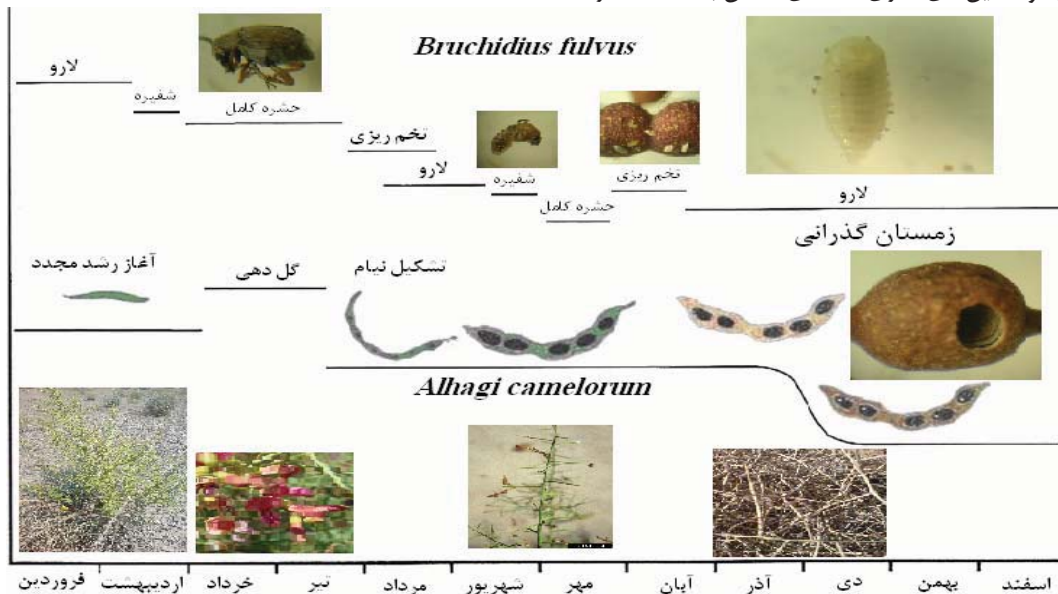 Bruchidius fulvus
لارو
شفیره
حشره کامل
تخم ریزی
لارو
شفیره
حشره کامل
تخم ریزی
لارو
زمستان گذرانی
آغاز رشد مجدد
گل دهی
تشکیل نیام
Alhagi camelorum
فروردین
اردیبهشت
خرداد
تیر
مرداد
شهریور
مهر
آبان
آذر
دی
بهمن
اسفند